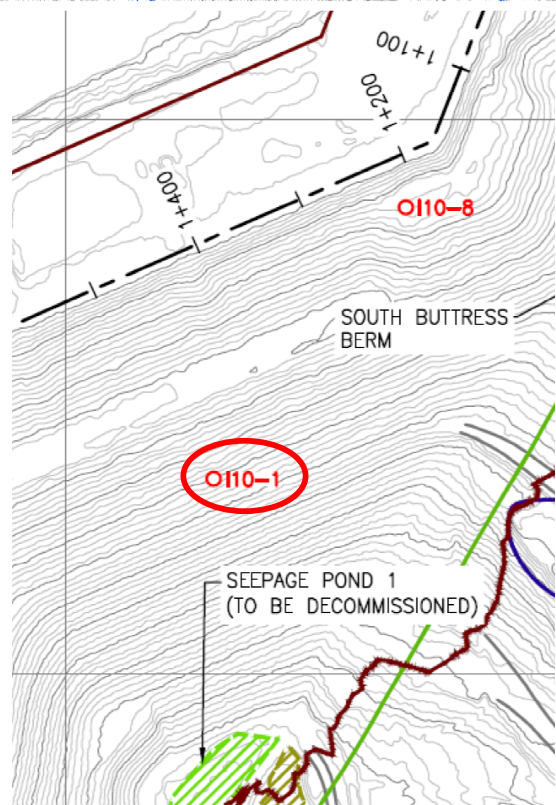 1+100
1+200
1+400
OI10-8
SOUTH BUTTRESS
BERM
OI10-1
SEEPAGE POND 1
(TO BE DECOMMISSIONED)